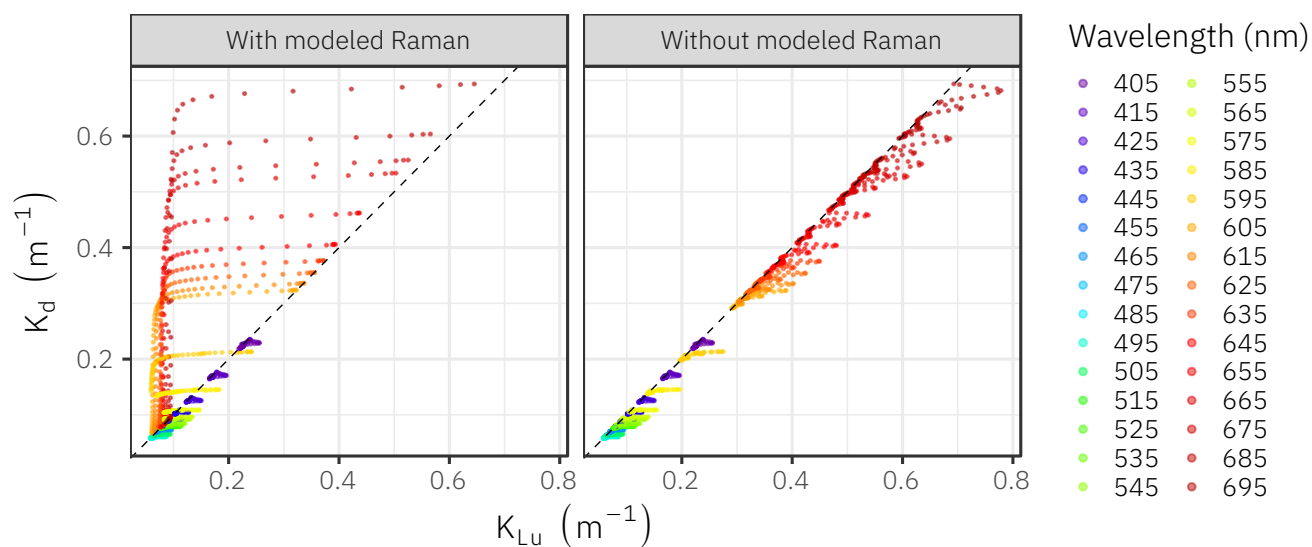 With modeled Raman
Without modeled Raman
Wavelength (nm)
405 555
415 565
425 575
435 585
445 595
455 605
465 615
475 625
485 635
495 645
505 655
515 665
525 675
535 685
545 695
K_d (m⁻¹)
0.6
0.4
0.2
0.2 0.4 0.6 0.8
0.2 0.4 0.6 0.8
K_Lu (m⁻¹)